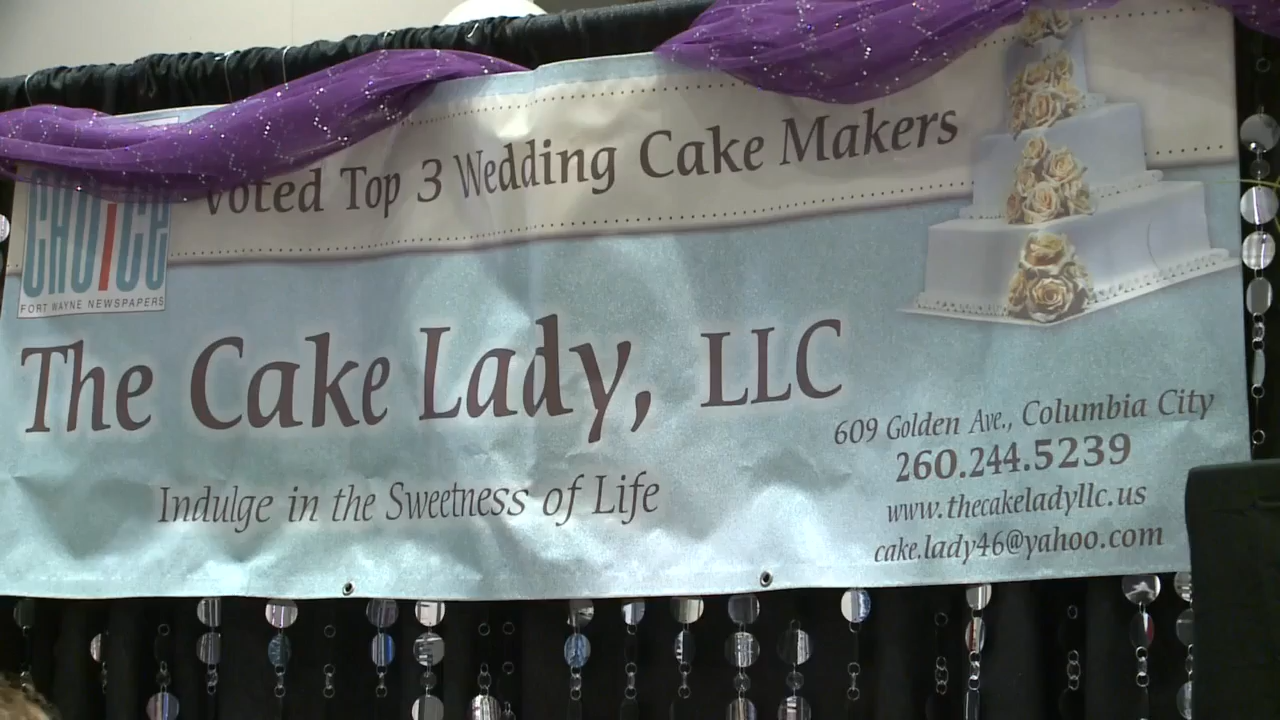 Voted Top 3 Wedding Cake Makers
CHOICE
FORT WAYNE NEWSPAPERS
The Cake Lady, LLC
Indulge in the Sweetness of Life
609 Golden Ave., Columbia City
260.244.5239
www.thecakeladyllc.us
cake.lady46@yahoo.com